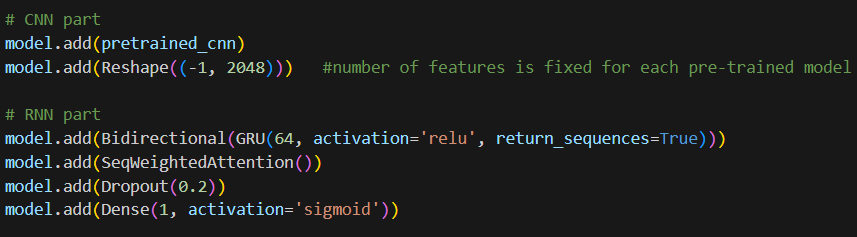 # CNN part
model.add(pretrained_cnn)
model.add(Reshape((-1, 2048)))   #number of features is fixed for each pre-trained model
# RNN part
model.add(Bidirectional(GRU(64, activation='relu', return_sequences=True)))
model.add(SeqWeightedAttention())
model.add(Dropout(0.2))
model.add(Dense(1, activation='sigmoid'))